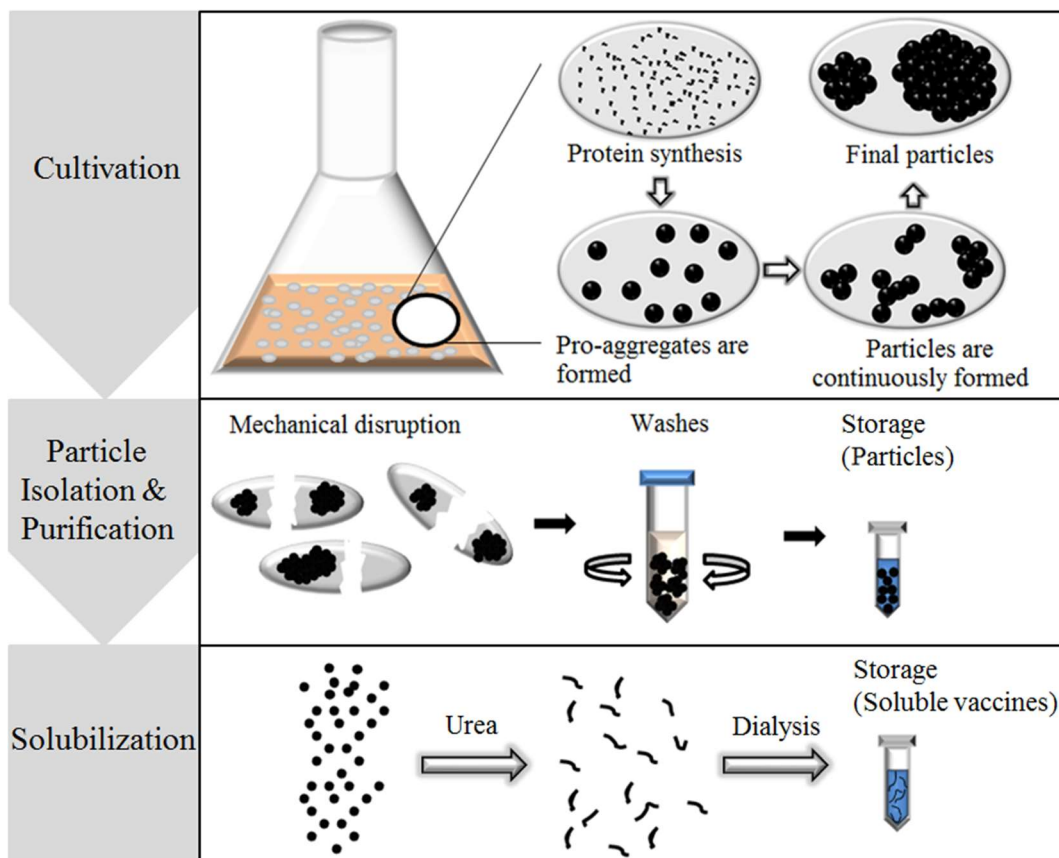 Cultivation
Protein synthesis
Final particles
Pro-aggregates are
formed
Particles are
continuously formed
Particle
Isolation &
Purification
Mechanical disruption
Washes
Storage
(Particles)
Solubilization
Urea
Dialysis
Storage
(Soluble vaccines)